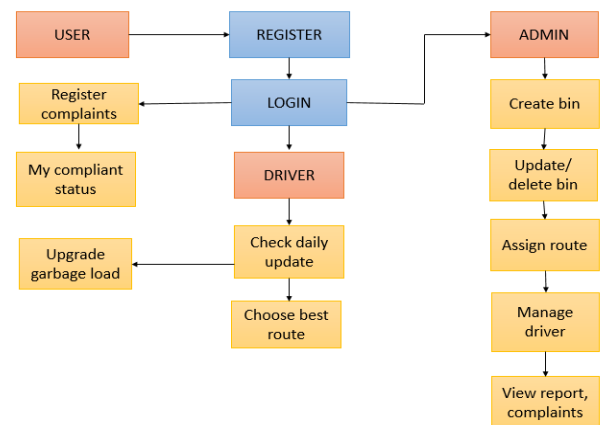 USER
REGISTER
ADMIN
Register
complaints
LOGIN
Create bin
My compliant
status
DRIVER
Update/
delete bin
Upgrade
garbage load
Check daily
update
Assign route
Choose best
route
Manage
driver
View report,
complaints